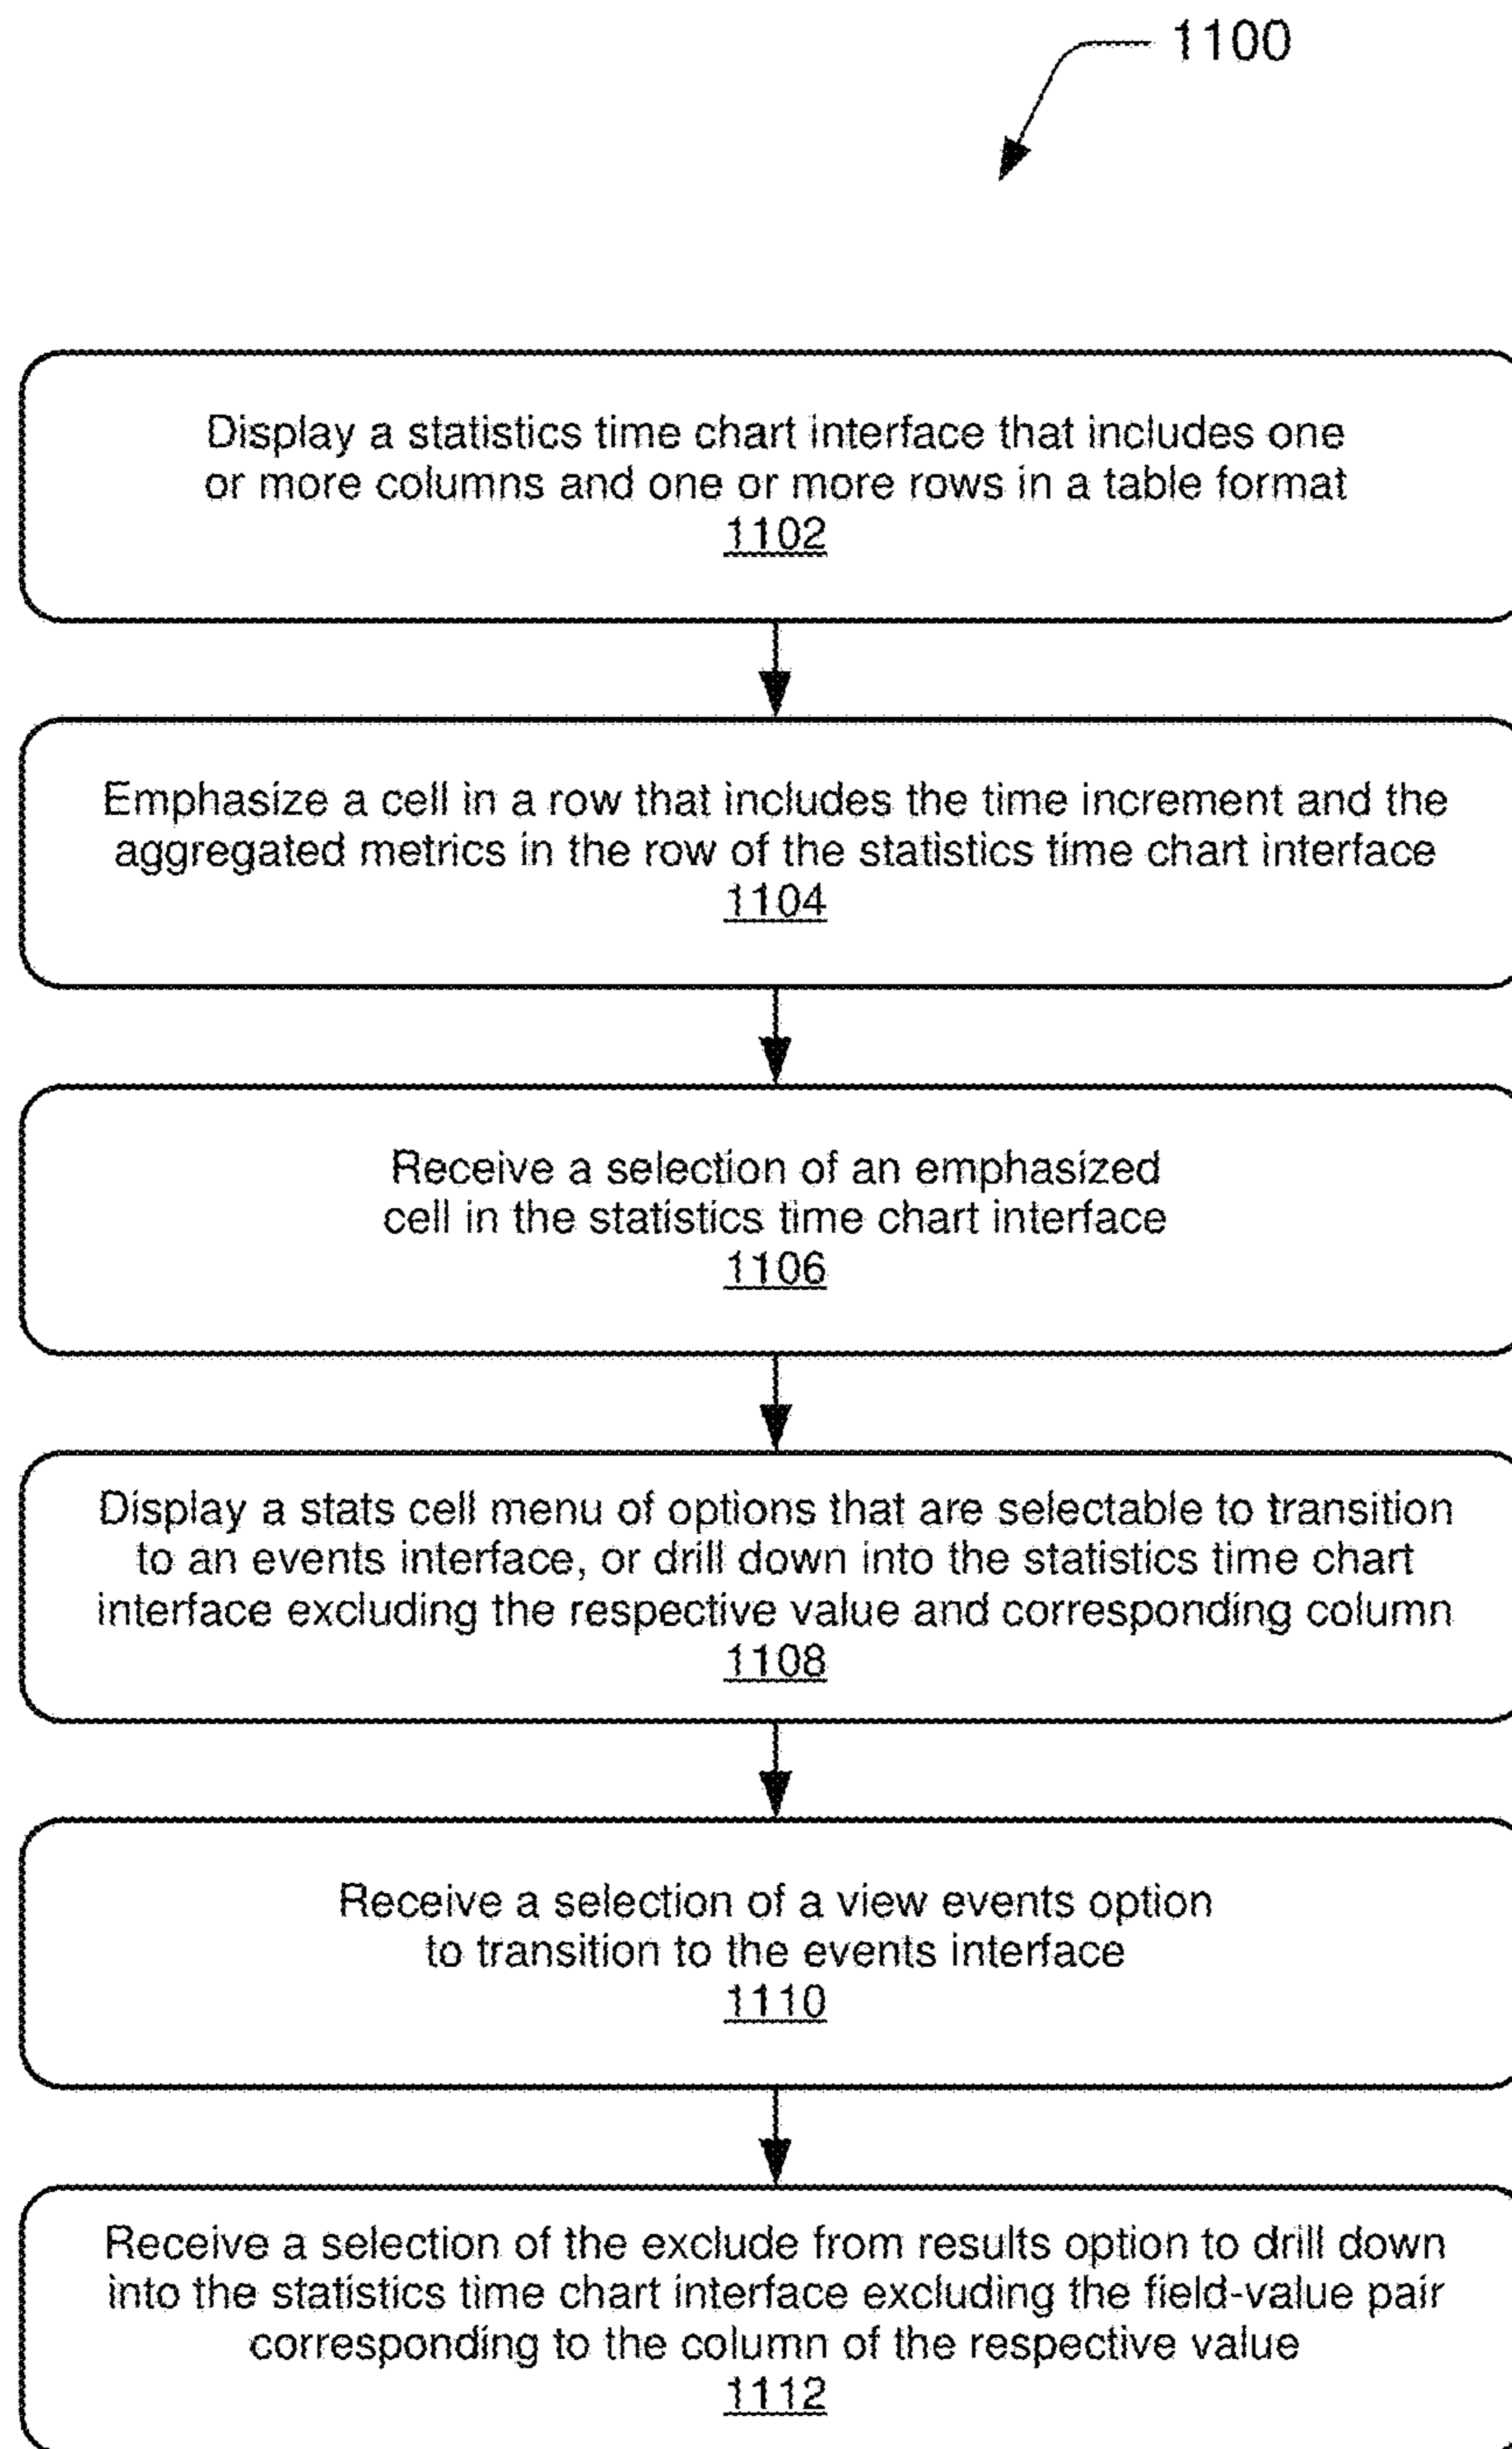 1100
Display a statistics time chart interface that includes one
or more columns and one or more rows in a table format
1102
Emphasize a cell in a row that includes the time increment and the
aggregated metrics in the row of the statistics time chart interface
1104
Receive a selection of an emphasized
cell in the statistics time chart interface
1106
Display a stats cell menu of options that are selectable to transition
to an events interface, or drill down into the statistics time chart
interface excluding the respective value and corresponding column
1108
Receive a selection of a view events option
to transition to the events interface
1110
Receive a selection of the exclude from results option to drill down
into the statistics time chart interface excluding the field-value pair
corresponding to the column of the respective value
1112